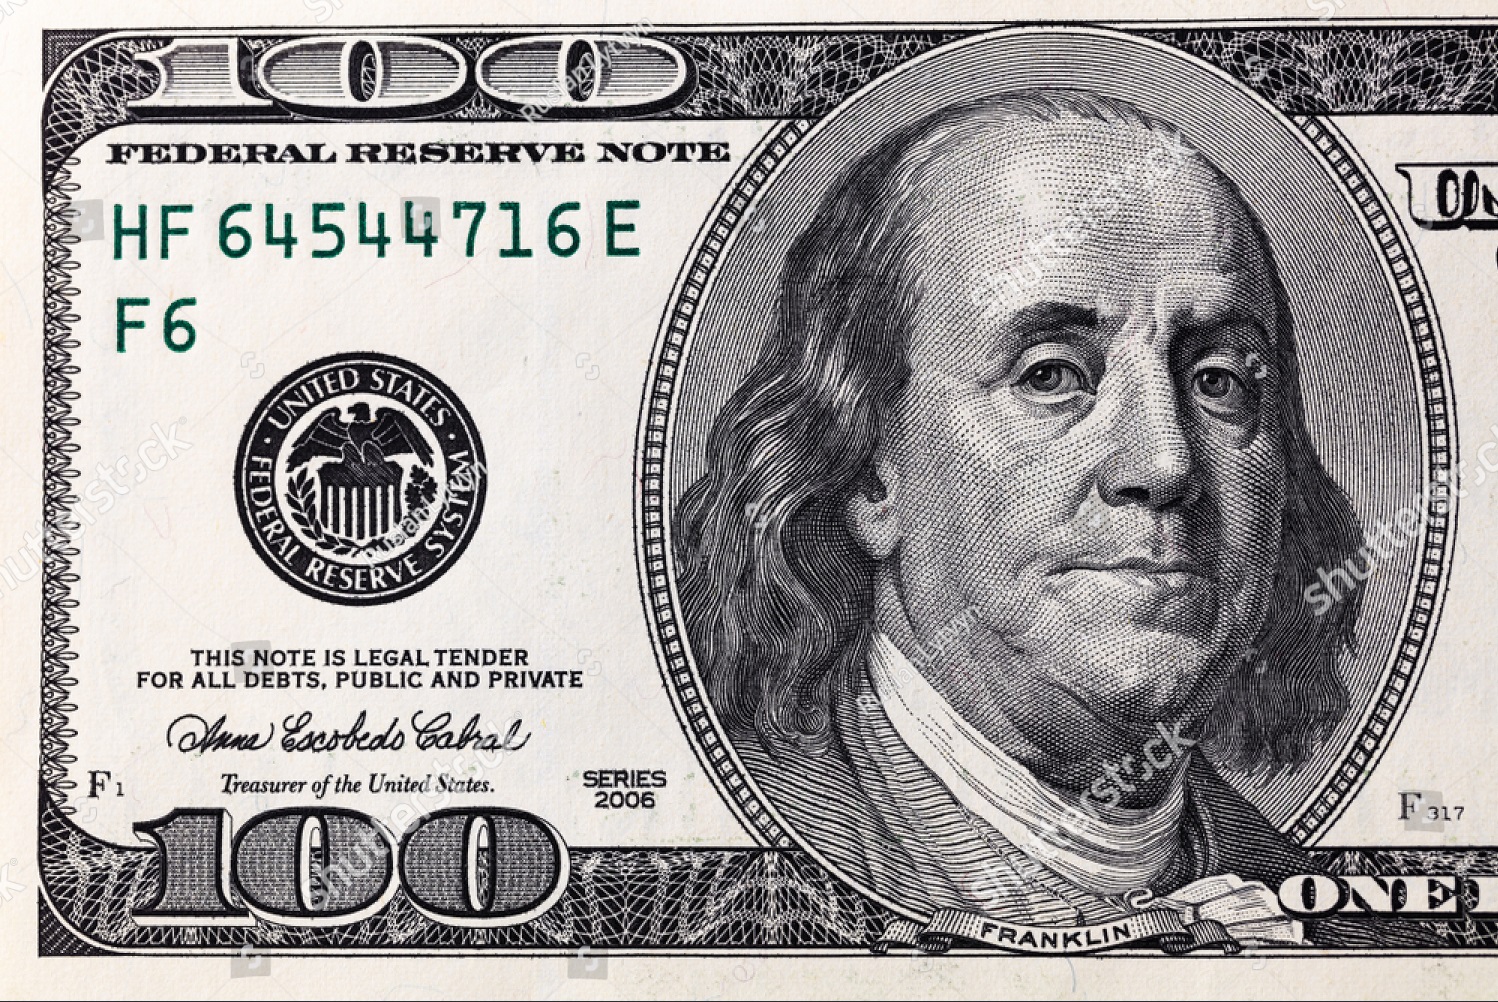 100
FEDERAL RESERVE NOTE
HF 64544716 E
F6
UNITED STATES
FEDERAL RESERVE SYSTEM
THIS NOTE IS LEGAL TENDER
FOR ALL DEBTS, PUBLIC AND PRIVATE
Anna Escobedo Cabral
Treasurer of the United States.
F1
SERIES
2006
F317
100
FRANKLIN
ONE
shutterstock